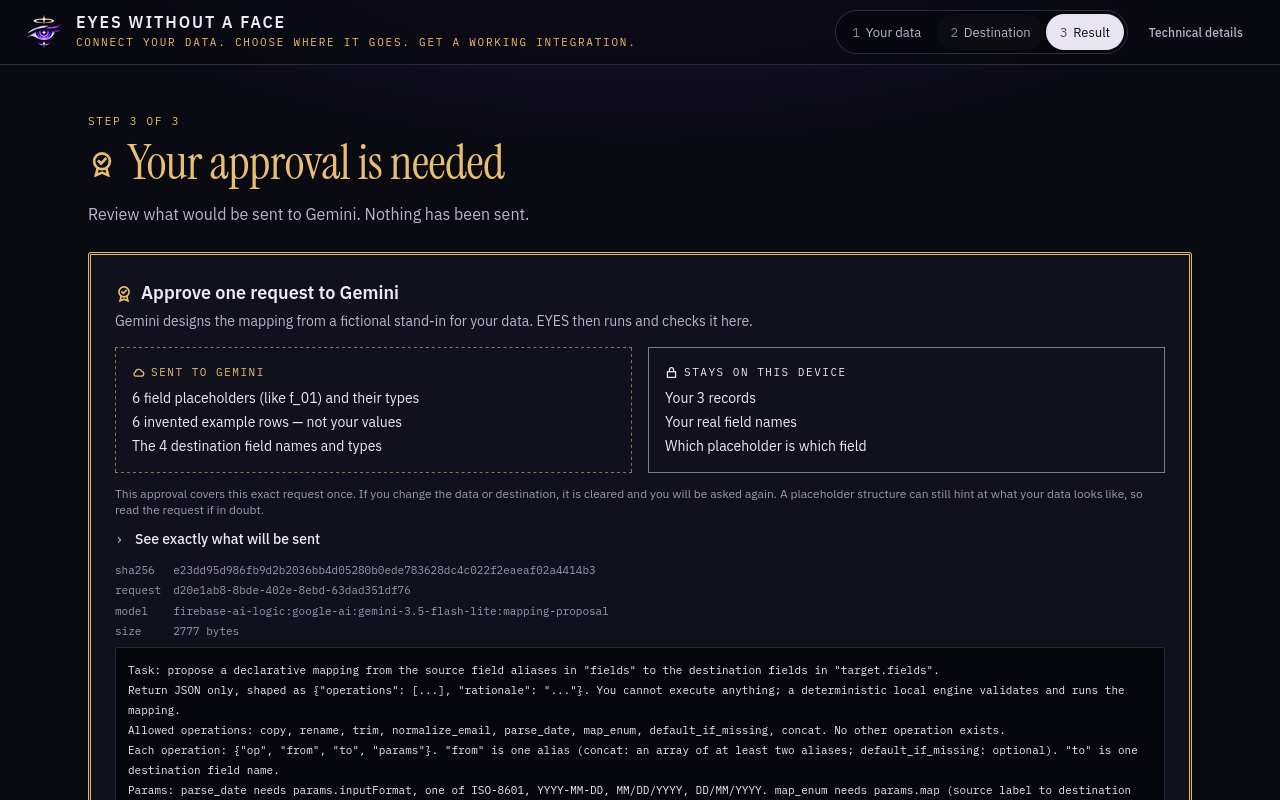 EYES WITHOUT A FACE
CONNECT YOUR DATA. CHOOSE WHERE IT GOES. GET A WORKING INTEGRATION.
1 Your data
2 Destination
3 Result
Technical details
STEP 3 OF 3
Your approval is needed
Review what would be sent to Gemini. Nothing has been sent.
Approve one request to Gemini
Gemini designs the mapping from a fictional stand-in for your data. EYES then runs and checks it here.
SENT TO GEMINI
6 field placeholders (like f_01) and their types
6 invented example rows — not your values
The 4 destination field names and types
STAYS ON THIS DEVICE
Your 3 records
Your real field names
Which placeholder is which field
This approval covers this exact request once. If you change the data or destination, it is cleared and you will be asked again. A placeholder structure can still hint at what your data looks like, so
read the request if in doubt.
› See exactly what will be sent
sha256 e23dd95d986fb9d2b2036bb4d05280b0ede783628dc4c022f2eaeaf02a4414b3
request d20e1ab8-8bde-402e-8ebd-63dad351df76
model firebase-ai-logic:google-ai:gemini-3.5-flash-lite:mapping-proposal
size 2777 bytes
Task: propose a declarative mapping from the source field aliases in "fields" to the destination fields in "target.fields".
Return JSON only, shaped as {"operations": [...], "rationale": "..."}. You cannot execute anything; a deterministic local engine validates and runs the
mapping.
Allowed operations: copy, rename, trim, normalize_email, parse_date, map_enum, default_if_missing, concat. No other operation exists.
Each operation: {"op", "from", "to", "params"}. "from" is one alias (concat: an array of at least two aliases; default_if_missing: optional). "to" is one
destination field name.
Params: parse_date needs params.inputFormat, one of ISO-8601, YYYY-MM-DD, MM/DD/YYYY, DD/MM/YYYY. map_enum needs params.map (source label to destination